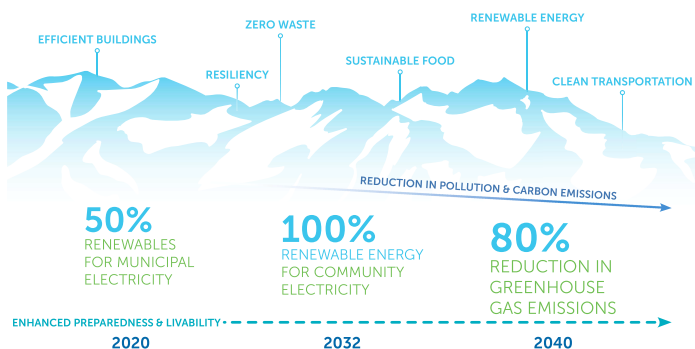 RENEWABLE ENERGY
ZERO WASTE
EFFICIENT BUILDINGS
SUSTAINABLE FOOD
RESILIENCY
CLEAN TRANSPORTATION
REDUCTION IN POLLUTION & CARBON EMISSIONS
50%
RENEWABLES
FOR MUNICIPAL
ELECTRICITY
100%
RENEWABLE ENERGY
FOR COMMUNITY
ELECTRICITY
80%
REDUCTION IN
GREENHOUSE
GAS EMISSIONS
ENHANCED PREPAREDNESS & LIVABILITY
2020
2032
2040